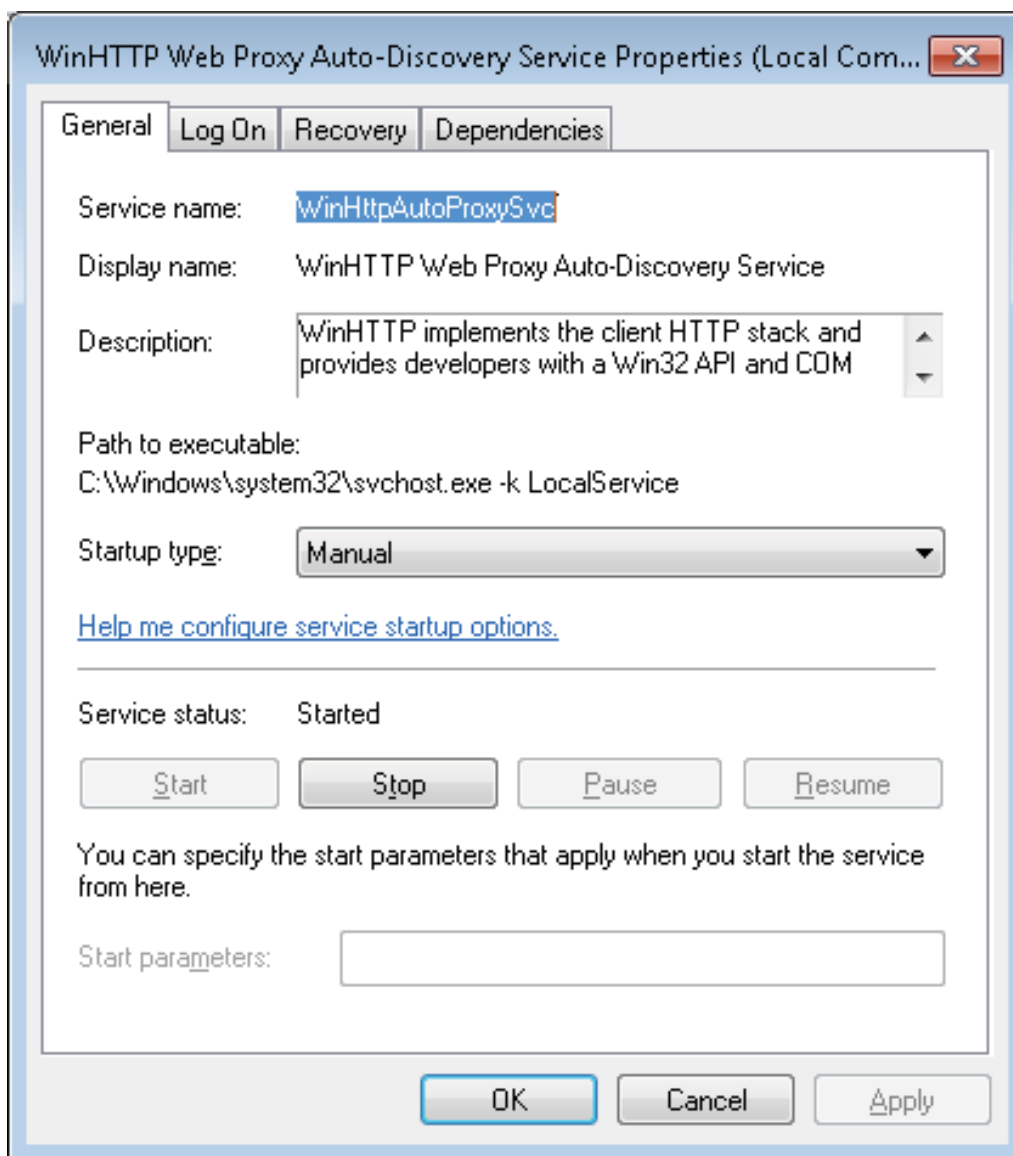 WinHTTP Web Proxy Auto-Discovery Service Properties (Local Com...
General Log On Recovery Dependencies
Service name: WinHttpAutoProxySvc
Display name: WinHTTP Web Proxy Auto-Discovery Service
Description: WinHTTP implements the client HTTP stack and
provides developers with a Win32 API and COM
Path to executable:
C:\Windows\system32\svchost.exe -k LocalService
Startup type: Manual
Help me configure service startup options.
Service status: Started
Start Stop Pause Resume
You can specify the start parameters that apply when you start the service
from here.
Start parameters:
OK Cancel Apply